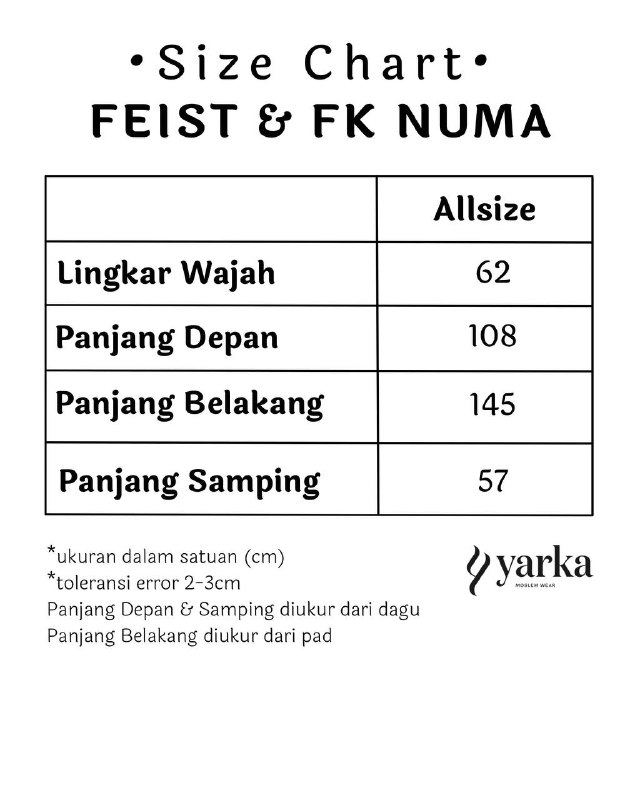 •Size Chart•
FEIST & FK NUMA
Allsize
Lingkar Wajah 62
Panjang Depan 108
Panjang Belakang 145
Panjang Samping 57
*ukuran dalam satuan (cm)
*toleransi error 2-3cm
Panjang Depan & Samping diukur dari dagu
Panjang Belakang diukur dari pad
yarka
MOSLEM WEAR